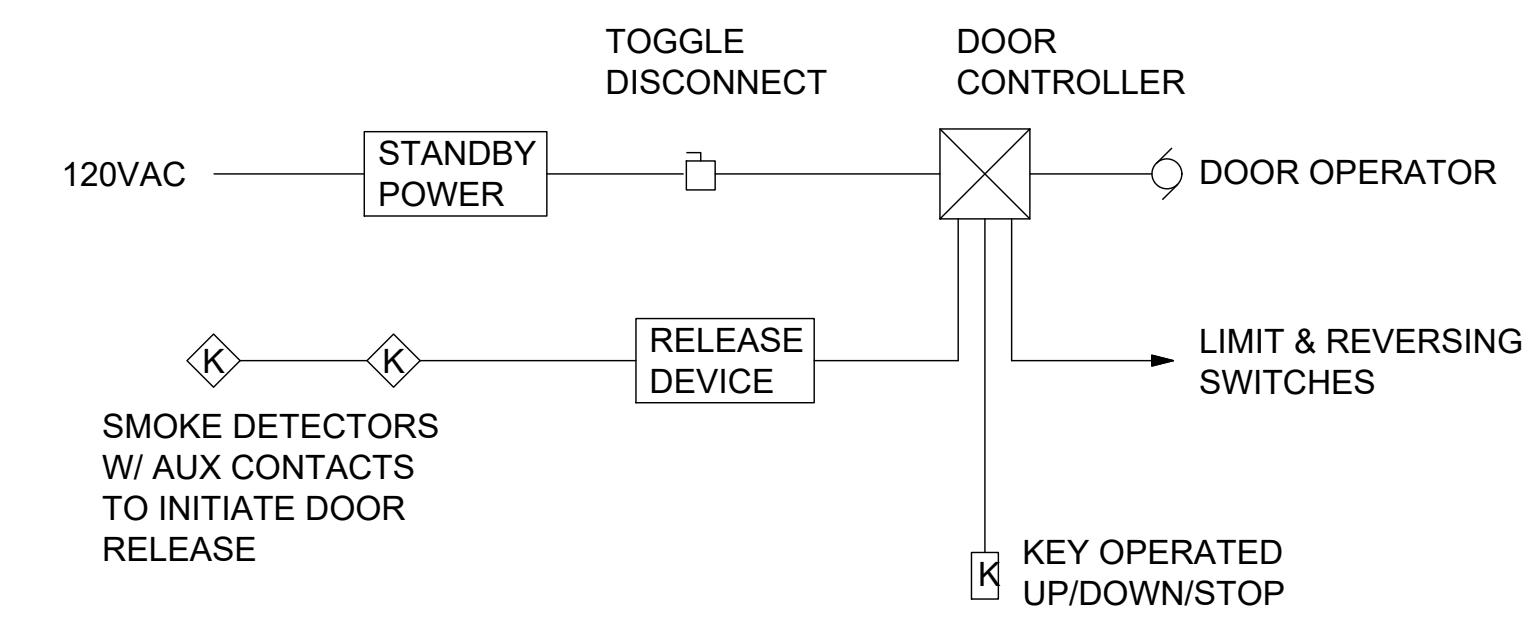 TOGGLE
DISCONNECT
DOOR
CONTROLLER
120VAC
STANDBY
POWER
DOOR OPERATOR
K
K
RELEASE
DEVICE
LIMIT & REVERSING
SWITCHES
SMOKE DETECTORS
W/ AUX CONTACTS
TO INITIATE DOOR
RELEASE
K
KEY OPERATED
UP/DOWN/STOP